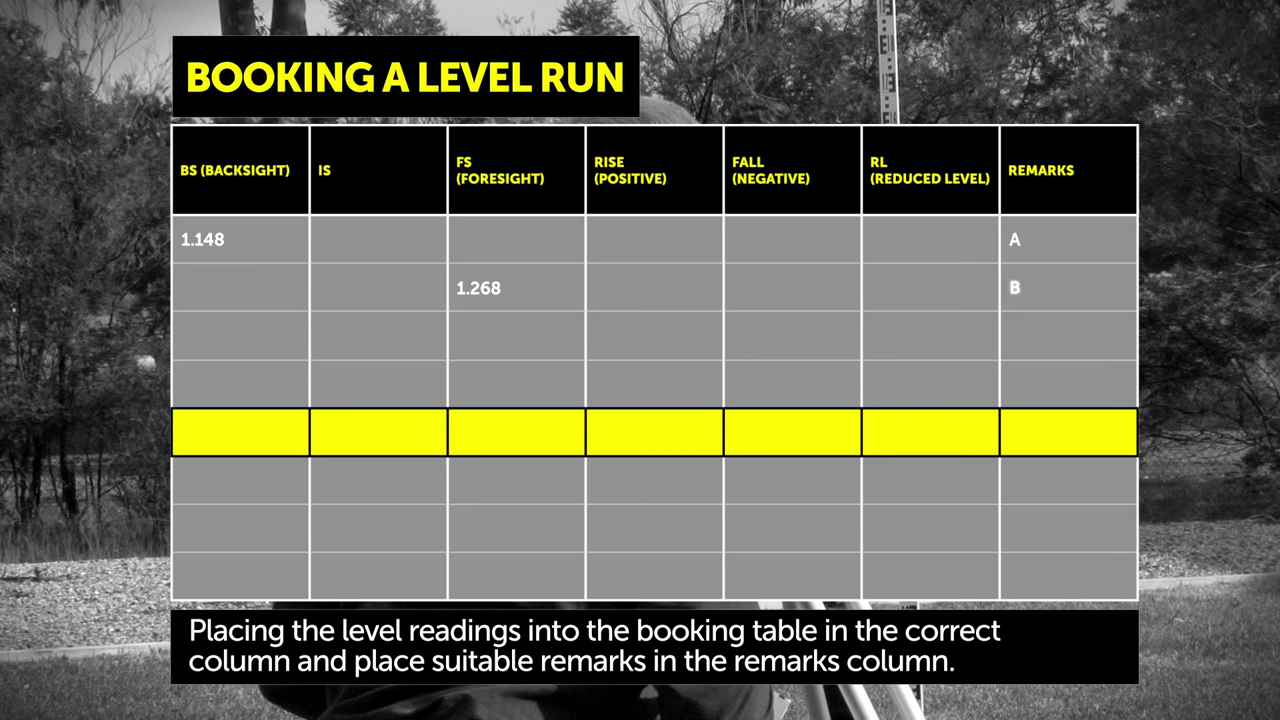 BOOKING A LEVEL RUN
BS (BACKSIGHT) IS FS (FORESIGHT) RISE (POSITIVE) FALL (NEGATIVE) RL (REDUCED LEVEL) REMARKS
1.148 A
1.268 B
Placing the level readings into the booking table in the correct
column and place suitable remarks in the remarks column.